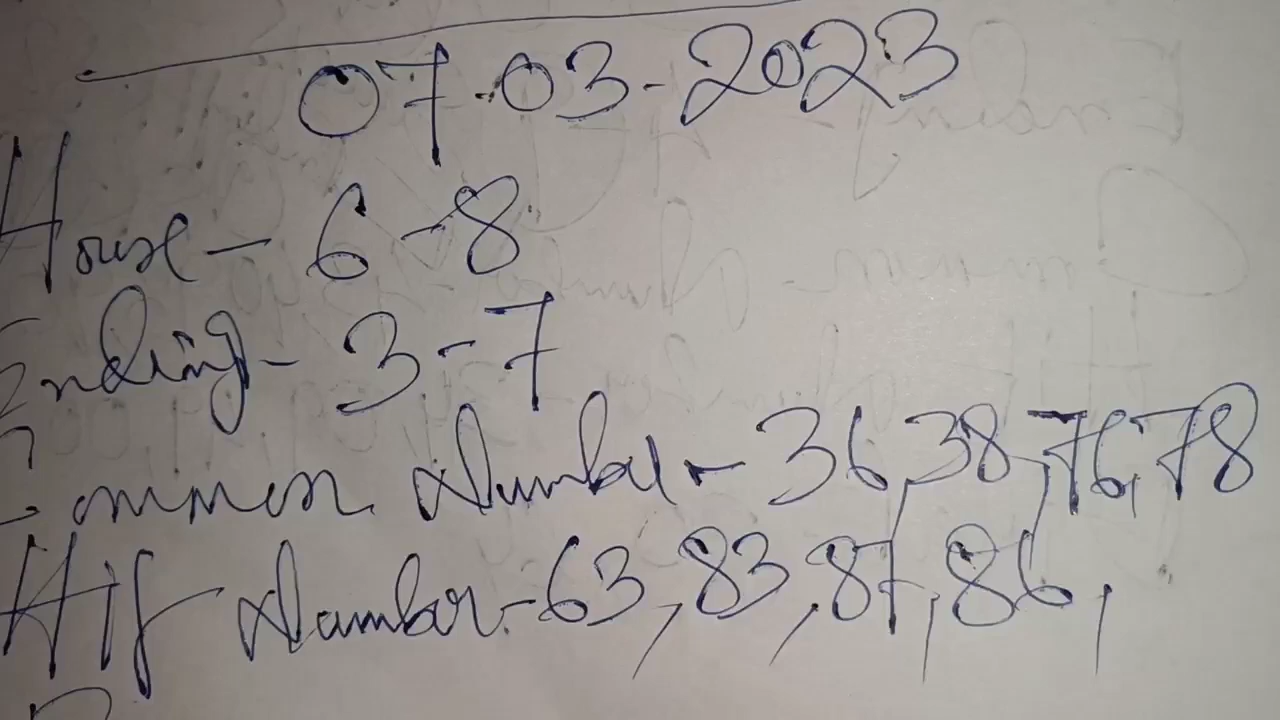 07-03-2023
House - 6 - 8
Ending - 3 - 7
Common Number - 36, 38, 76, 78
Hif Number - 63, 83, 87, 86,